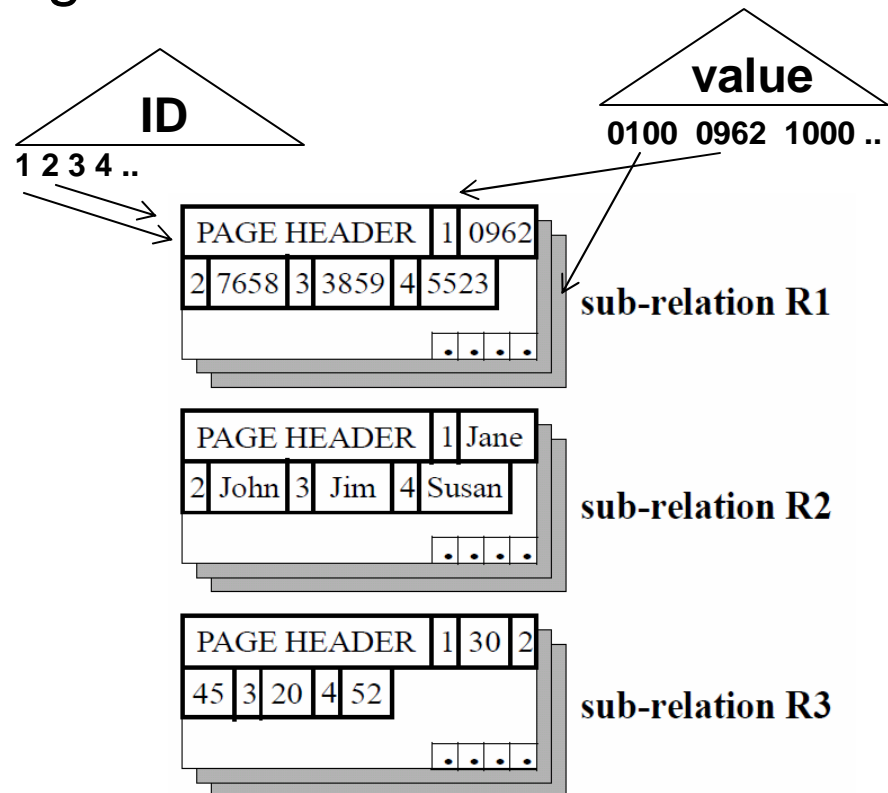 g
ID
value
1 2 3 4 ..
0100 0962 1000 ..
PAGE HEADER 1 0962
2 7658 3 3859 4 5523
sub-relation R1
. . . .
PAGE HEADER 1 Jane
2 John 3 Jim 4 Susan
sub-relation R2
. . . .
PAGE HEADER 1 30 2
45 3 20 4 52
sub-relation R3
. . . .